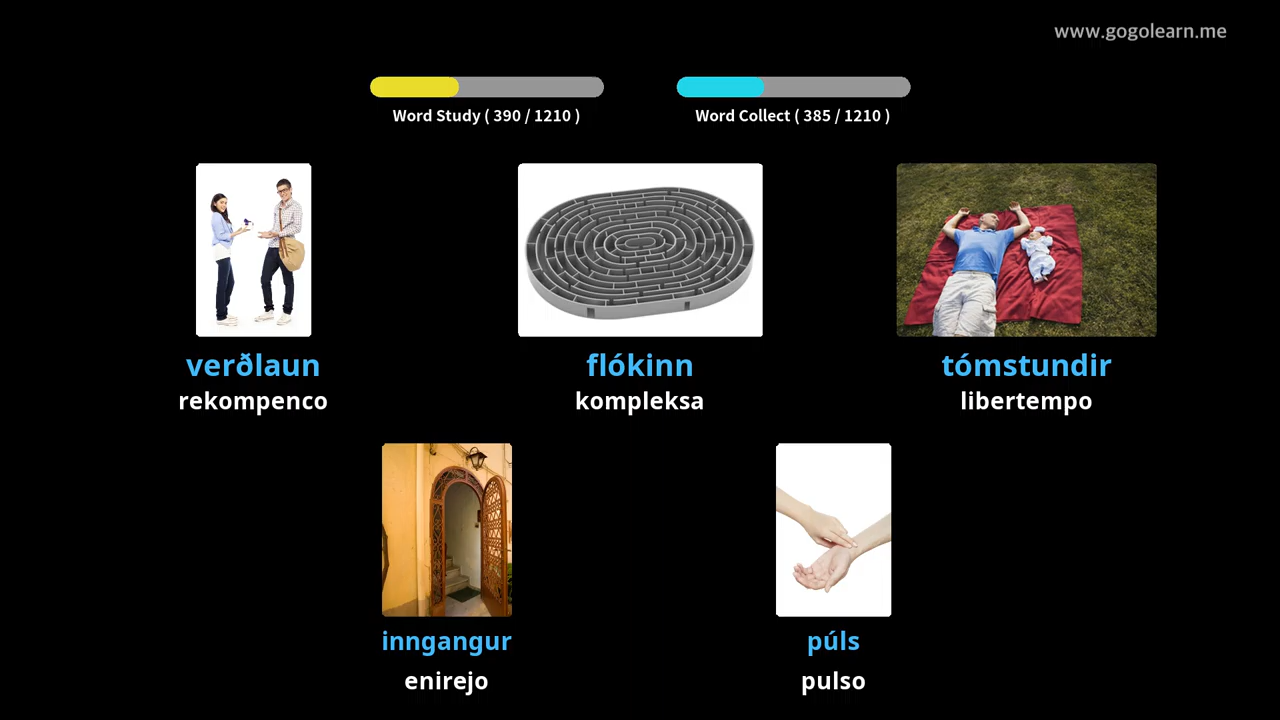 www.gogolearn.me
Word Study ( 390 / 1210 )
Word Collect ( 385 / 1210 )
verðlaun
rekompenco
flókinn
kompleksa
tómstundir
libertempo
inngangur
enirejo
púls
pulso